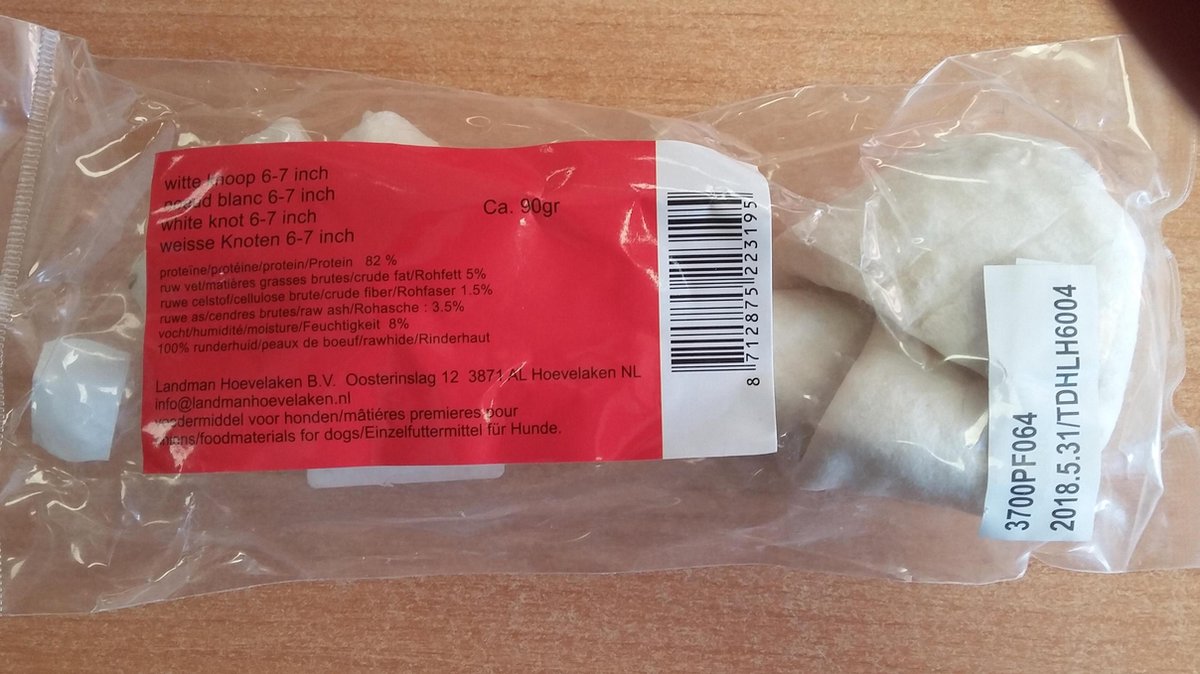 witte knoop 6-7 inch
noeud blanc 6-7 inch
white knot 6-7 inch
weisse Knoten 6-7 inch
Ca. 90gr
proteïne/protéine/protein/Protein 82 %
ruw vet/matières grasses brutes/crude fat/Rohfett 5%
ruwe celstof/cellulose brute/crude fiber/Rohfaser 1.5%
ruwe as/cendres brutes/raw ash/Rohasche : 3.5%
vocht/humidité/moisture/Feuchtigkeit 8%
100% runderhuid/peaux de boeuf/rawhide/Rinderhaut
Landman Hoevelaken B.V. Oosterinslag 12 3871 AL Hoevelaken NL
info@landmanhoevelaken.nl
voedermiddel voor honden/mâtiéres premieres pour
chiens/foodmaterials for dogs/Einzelfuttermittel für Hunde.
8 712875 223195
3700PF064
2018.5.31/TDHLH6004